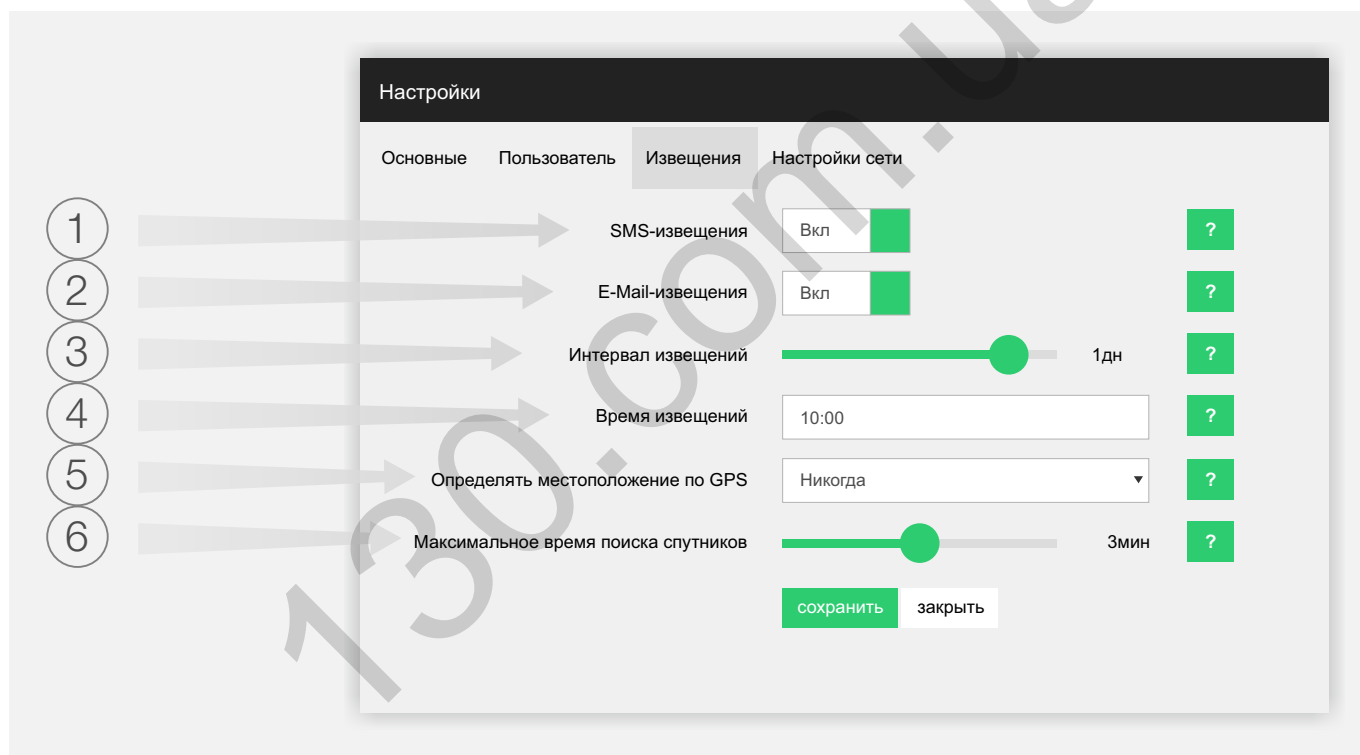 Настройки
Основные Пользователь Извещения Настройки сети
1 SMS-извещения Вкл ?
2 E-Mail-извещения Вкл ?
3 Интервал извещений 1дн ?
4 Время извещений 10:00 ?
5 Определять местоположение по GPS Никогда ?
6 Максимальное время поиска спутников 3мин ?
сохранить закрыть
130.com.ua